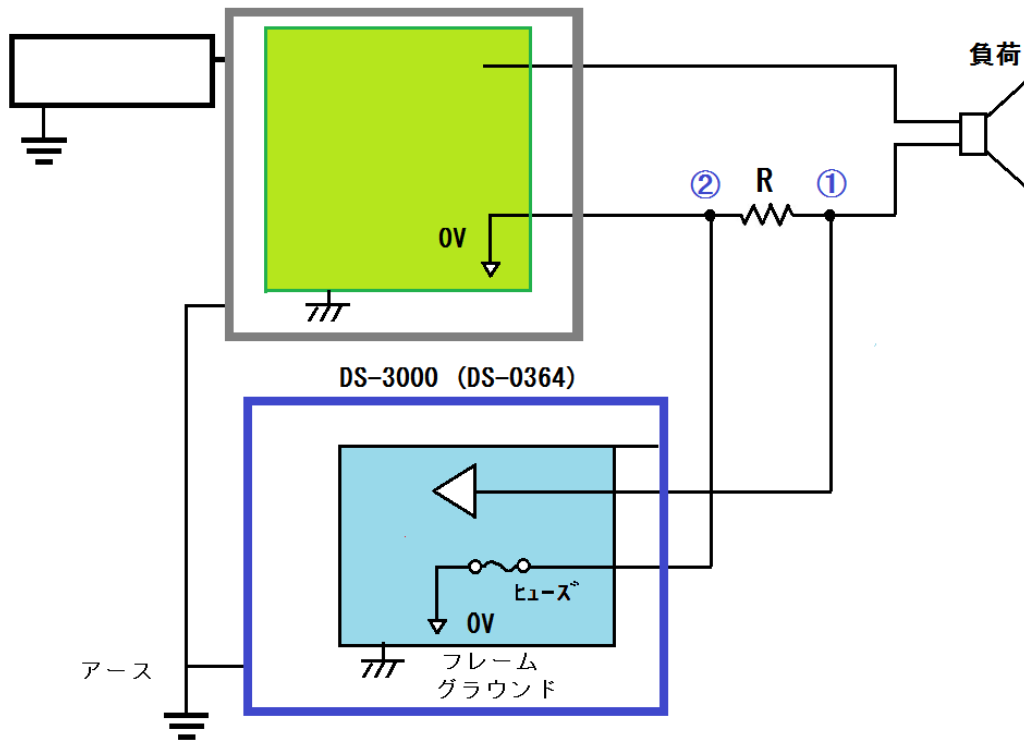 負荷
② R ①
0V
DS-3000 (DS-0364)
ヒューズ
0V
アース
フレーム
グラウンド